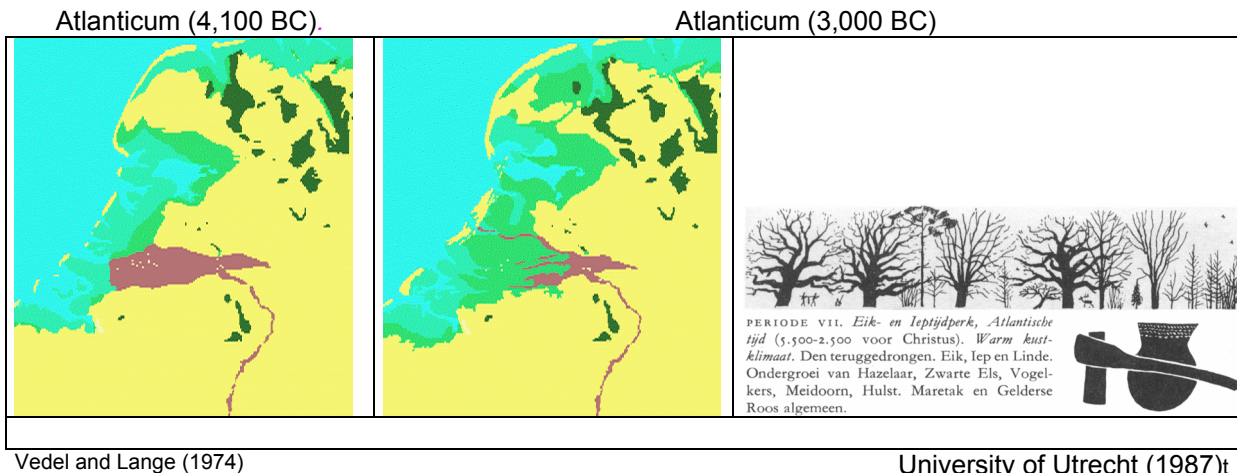 Atlanticum (4,100 BC).
Atlanticum (3,000 BC)
PERIODE VII. Eik- en Ieptijdperk, Atlantische
tijd (5.500-2.500 voor Christus). Warm kust-
klimaat. Den teruggedrongen. Eik, Iep en Linde.
Ondergroei van Hazelaar, Zwarte Els, Vogel-
kers, Meidoorn, Hulst. Maretak en Gelderse
Roos algemeen.
Vedel and Lange (1974)
University of Utrecht (1987)t